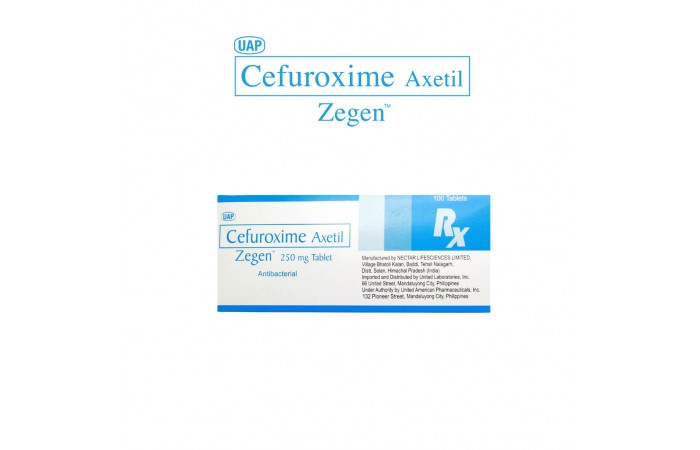 UAP
Cefuroxime Axetil
Zegen™
100 Tablets
Rx
UAP
Cefuroxime Axetil
Zegen™ 250 mg Tablet
Antibacterial
Manufactured by NECTAR LIFESCIENCES LIMITED,
Village Bhatoli Kalan, Baddi, Tehsil Nalagarh,
Distt. Solan, Himachal Pradesh (India)
Imported and Distributed by United Laboratories, Inc.
66 United Street, Mandaluyong City, Philippines
Under Authority by United American Pharmaceuticals, Inc.
132 Pioneer Street, Mandaluyong City, Philippines